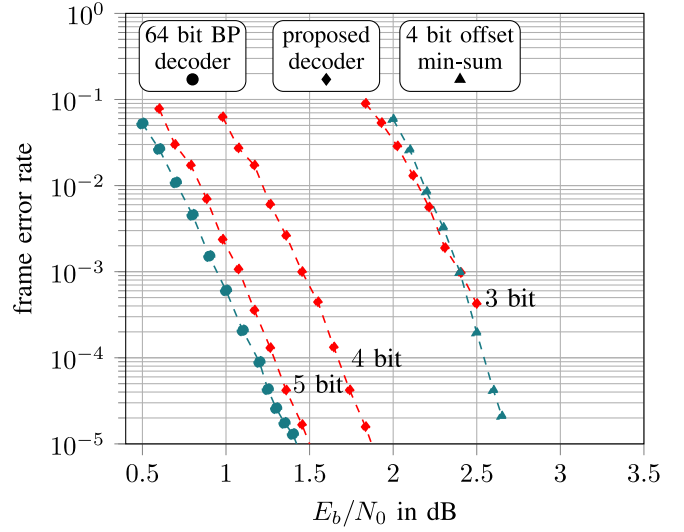 64 bit BP
decoder
proposed
decoder
4 bit offset
min-sum
10^0
10^-1
10^-2
10^-3
10^-4
10^-5
frame error rate
3 bit
4 bit
5 bit
0.5 1 1.5 2 2.5 3 3.5
E_b/N_0 in dB